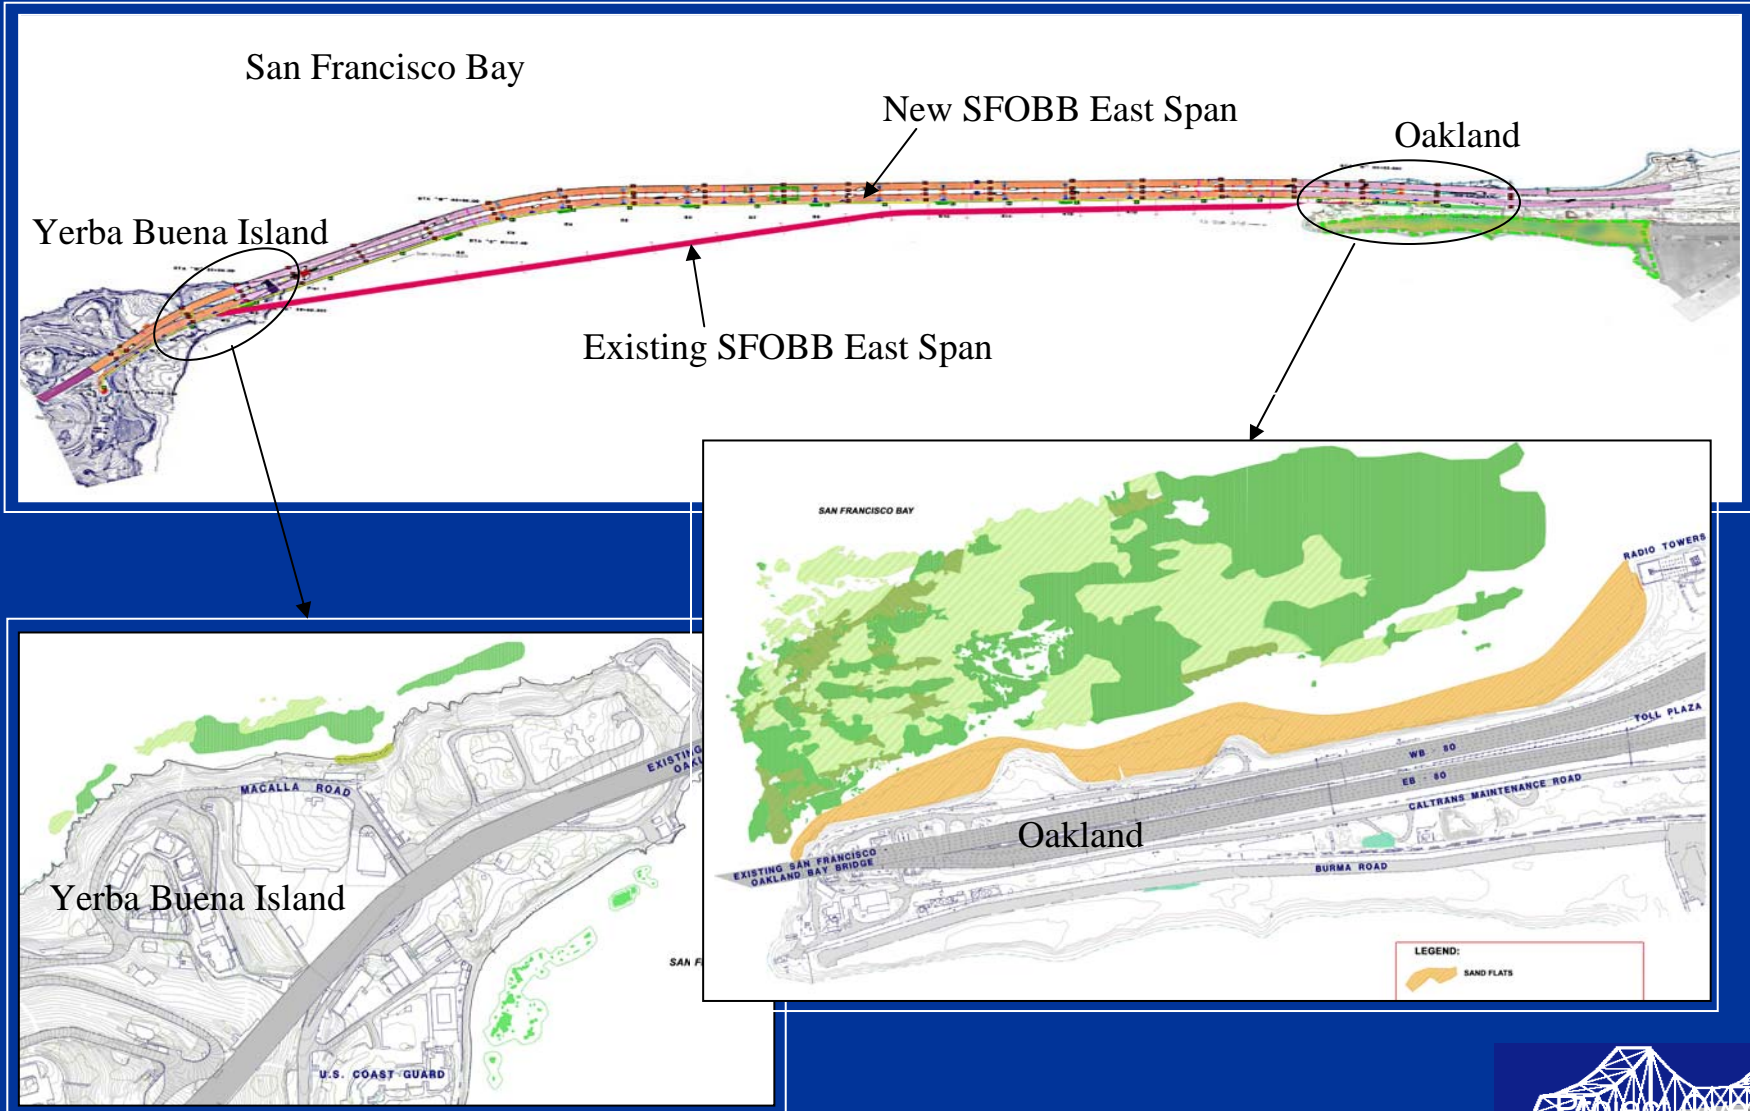 San Francisco Bay
New SFOBB East Span
Oakland
Yerba Buena Island
Existing SFOBB East Span
SAN FRANCISCO BAY
RADIO TOWERS
TOLL PLAZA
WB - 80
EB - 80
CALTRANS MAINTENANCE ROAD
Oakland
EXISTING SAN FRANCISCO
OAKLAND BAY BRIDGE
BURMA ROAD
LEGEND:
SAND FLATS
EXISTING
MACALLA ROAD
Yerba Buena Island
SAN F
U.S. COAST GUARD